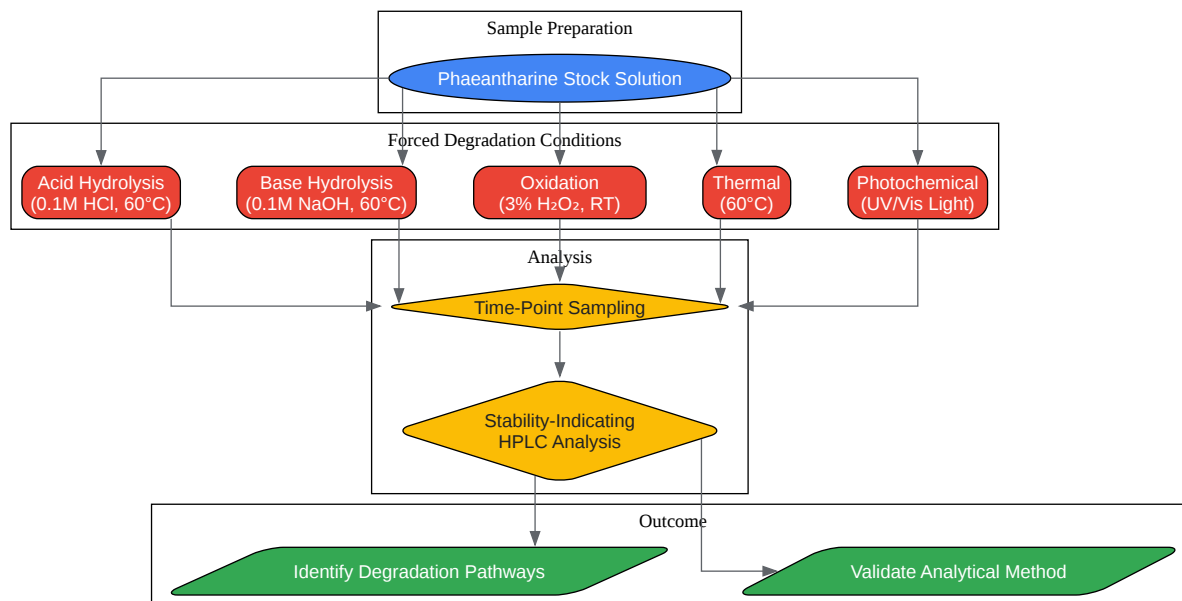 Sample Preparation
Phaeantharine Stock Solution
Forced Degradation Conditions
Acid Hydrolysis
(0.1M HCl, 60°C)
Base Hydrolysis
(0.1M NaOH, 60°C)
Oxidation
(3% H₂O₂, RT)
Thermal
(60°C)
Photochemical
(UV/Vis Light)
Analysis
Time-Point Sampling
Stability-Indicating
HPLC Analysis
Outcome
Identify Degradation Pathways
Validate Analytical Method